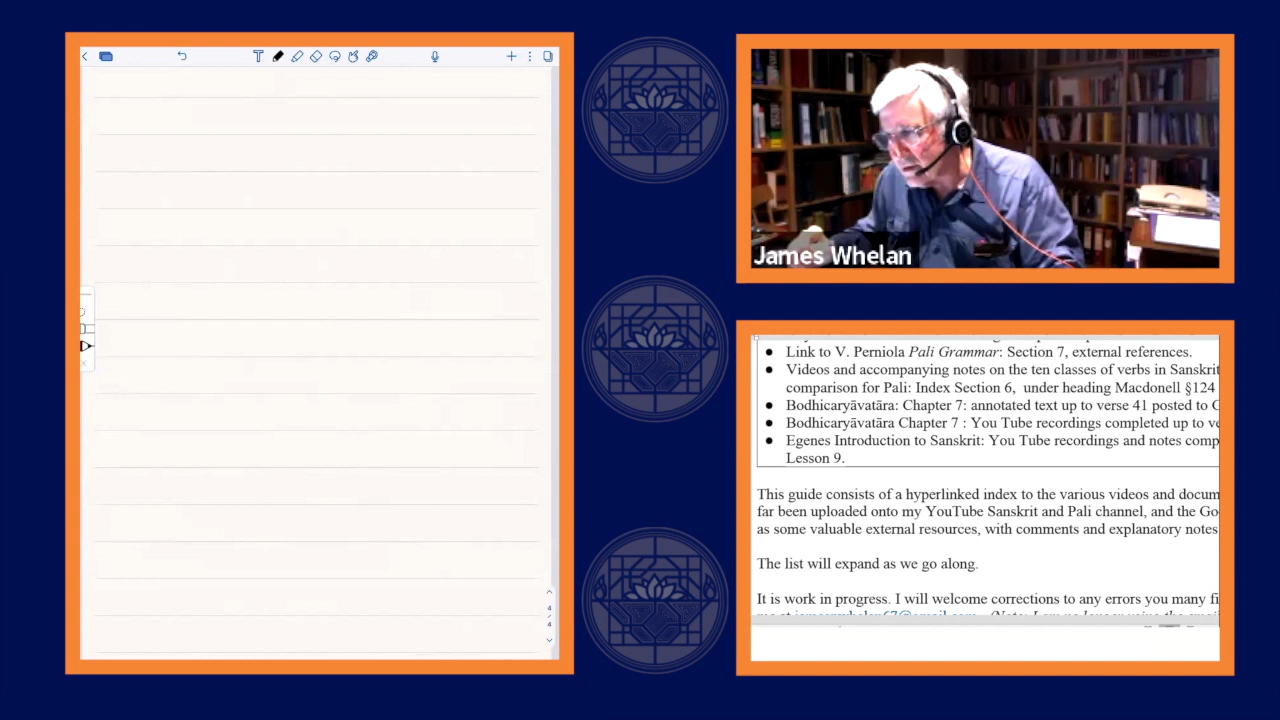 4
4
James Whelan
● Link to V. Perniola Pali Grammar: Section 7, external references.
● Videos and accompanying notes on the ten classes of verbs in Sanskrit
comparison for Pali: Index Section 6, under heading Macdonell §124
● Bodhicaryāvatāra: Chapter 7: annotated text up to verse 41 posted to
● Bodhicaryāvatāra Chapter 7 : You Tube recordings completed up to
● Egenes Introduction to Sanskrit: You Tube recordings and notes comp
Lesson 9.
This guide consists of a hyperlinked index to the various videos and docum
far been uploaded onto my YouTube Sanskrit and Pali channel, and the Go
as some valuable external resources, with comments and explanatory notes
The list will expand as we go along.
It is work in progress. I will welcome corrections to any errors you many fi